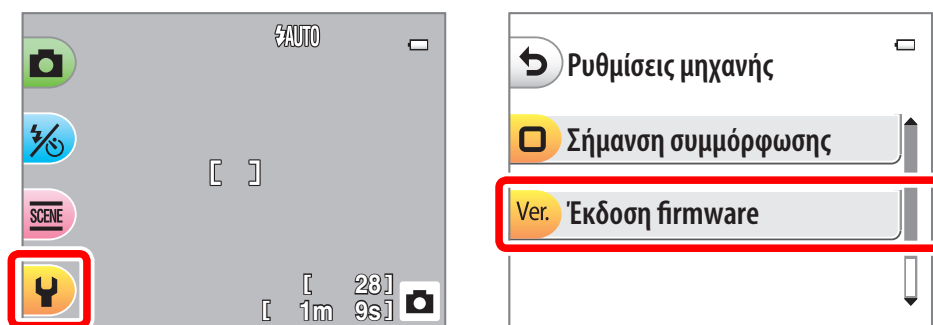 AUTO
SCENE
[ 28]
[ 1m 9s]
Ρυθμίσεις μηχανής
Σήμανση συμμόρφωσης
Ver. Έκδοση firmware